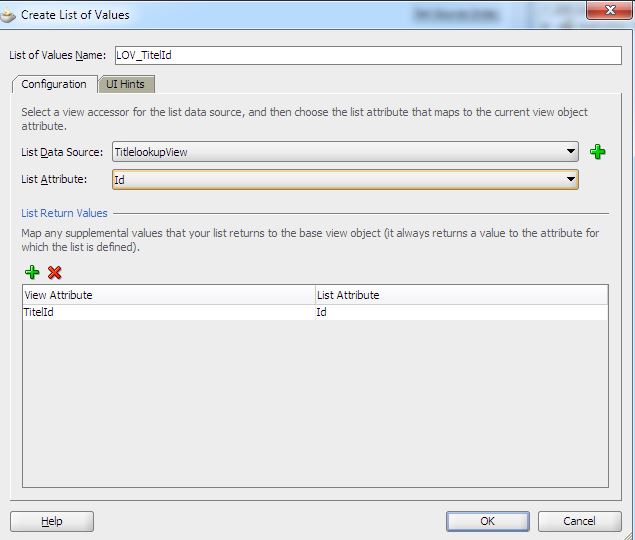 Create List of Values
List of Values Name: LOV_TitelId
Configuration UI Hints
Select a view accessor for the list data source, and then choose the list attribute that maps to the current view object
attribute.
List Data Source: TitlelookupView
List Attribute: Id
List Return Values
Map any supplemental values that your list returns to the base view object (it always returns a value to the attribute for
which the list is defined).
View Attribute List Attribute
TitelId Id
Help OK Cancel